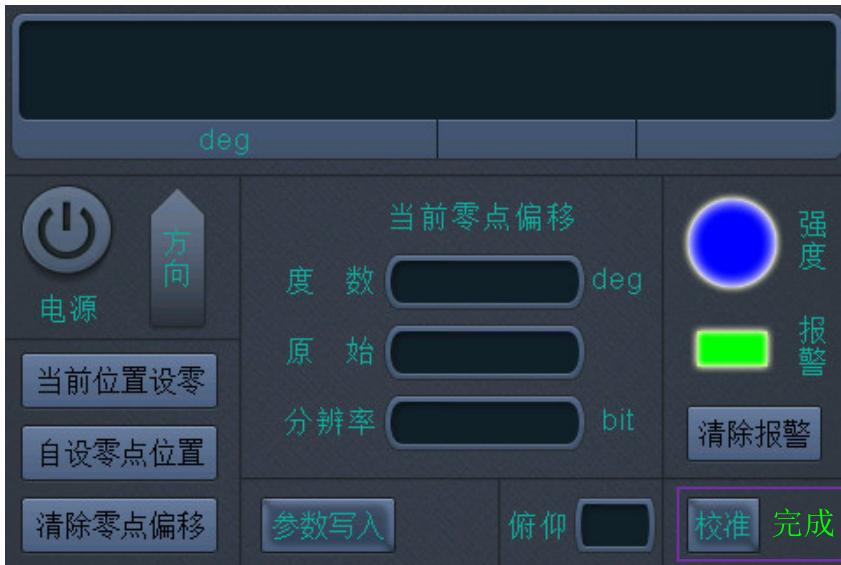 deg
电源
方向
当前位置设零
自设零点位置
清除零点偏移
当前零点偏移
度 数 deg
原 始
分辨率 bit
参数写入
俯仰
强度
报警
清除报警
校准 完成